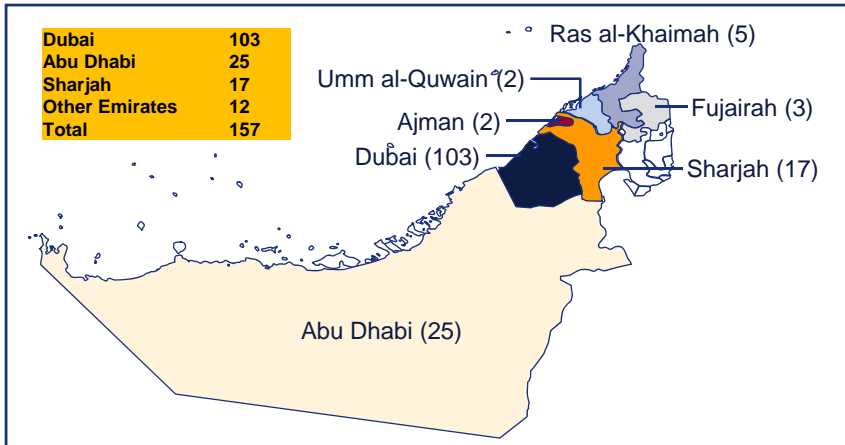 Dubai 103
Abu Dhabi 25
Sharjah 17
Other Emirates 12
Total 157
Ras al-Khaimah (5)
Umm al-Quwain (2)
Fujairah (3)
Ajman (2)
Dubai (103)
Sharjah (17)
Abu Dhabi (25)